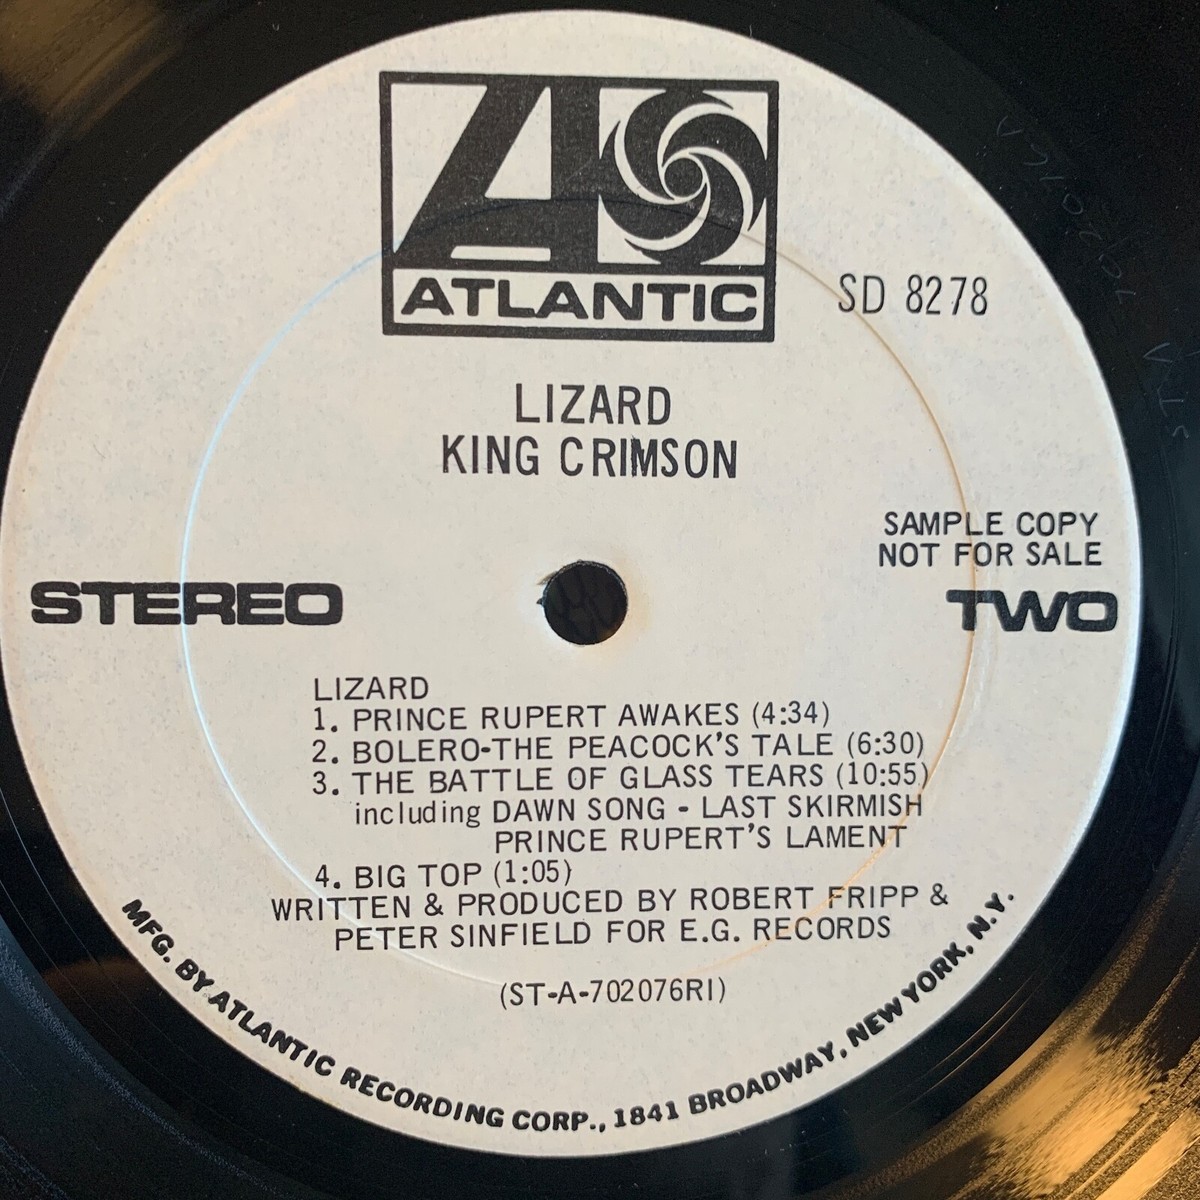 ATLANTIC
SD 8278
LIZARD
KING CRIMSON
SAMPLE COPY
NOT FOR SALE
STEREO
TWO
LIZARD
1. PRINCE RUPERT AWAKES (4:34)
2. BOLERO-THE PEACOCK'S TALE (6:30)
3. THE BATTLE OF GLASS TEARS (10:55)
including DAWN SONG - LAST SKIRMISH
PRINCE RUPERT'S LAMENT
4. BIG TOP (1:05)
WRITTEN & PRODUCED BY ROBERT FRIPP &
PETER SINFIELD FOR E.G. RECORDS
(ST-A-702076RI)
MFG. BY ATLANTIC RECORDING CORP., 1841 BROADWAY, NEW YORK, N.Y.